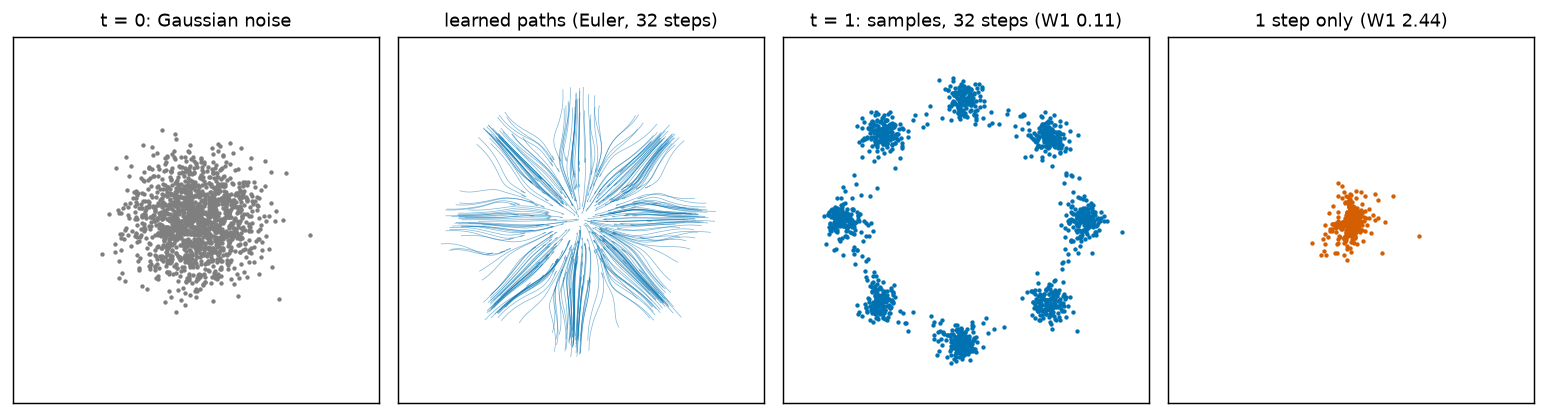 t = 0: Gaussian noise
learned paths (Euler, 32 steps)
t = 1: samples, 32 steps (W1 0.11)
1 step only (W1 2.44)